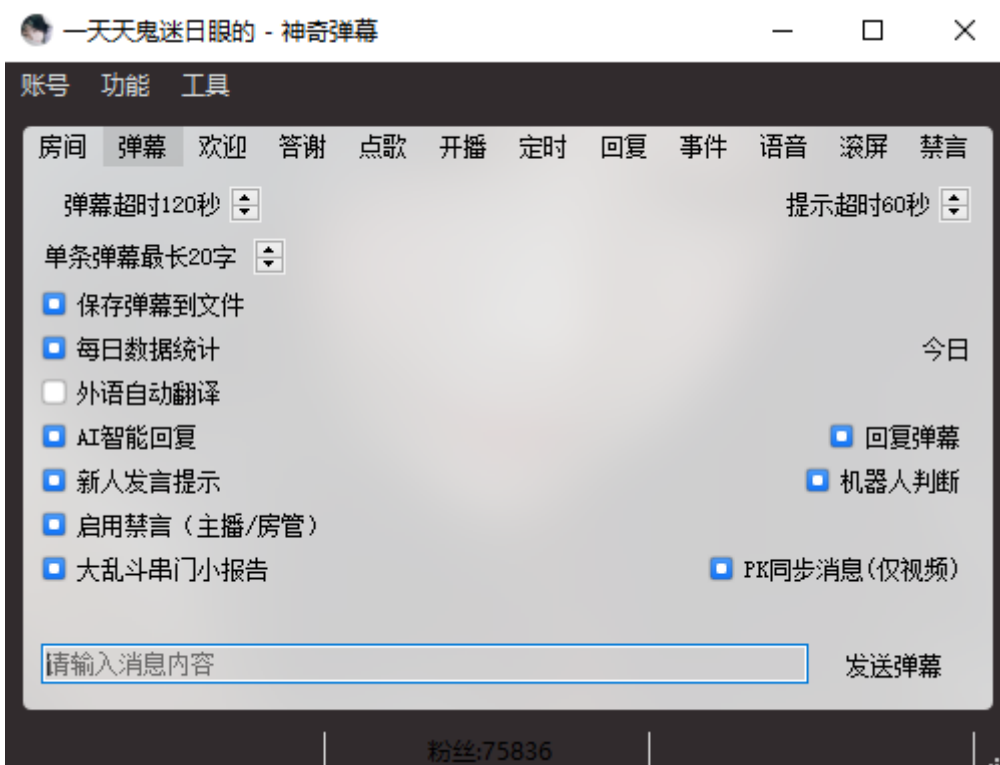 一天天鬼迷日眼的 - 神奇弹幕
账号 功能 工具
房间 弹幕 欢迎 答谢 点歌 开播 定时 回复 事件 语音 滚屏 禁言
弹幕超时120秒 提示超时60秒
单条弹幕最长20字
保存弹幕到文件
每日数据统计 今日
外语自动翻译
AI智能回复 回复弹幕
新人发言提示 机器人判断
启用禁言（主播/房管）
大乱斗串门小报告 PK同步消息(仅视频)
请输入消息内容 发送弹幕
粉丝:75836